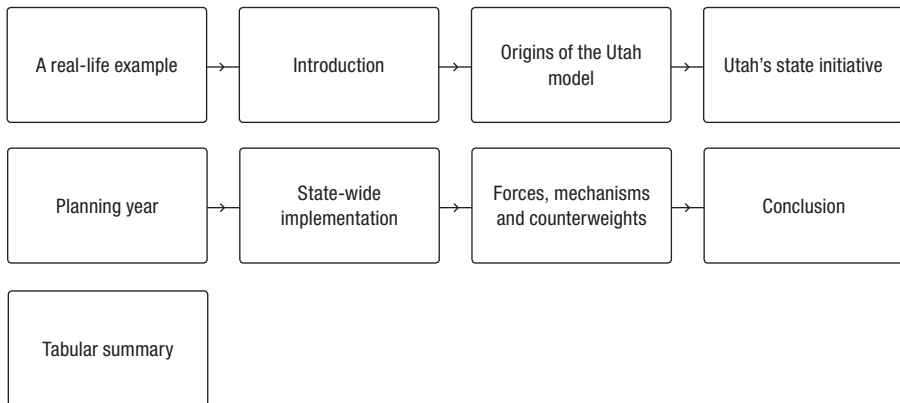 A real-life example
Introduction
Origins of the Utah
model
Utah’s state initiative
Planning year
State-wide
implementation
Forces, mechanisms
and counterweights
Conclusion
Tabular summary